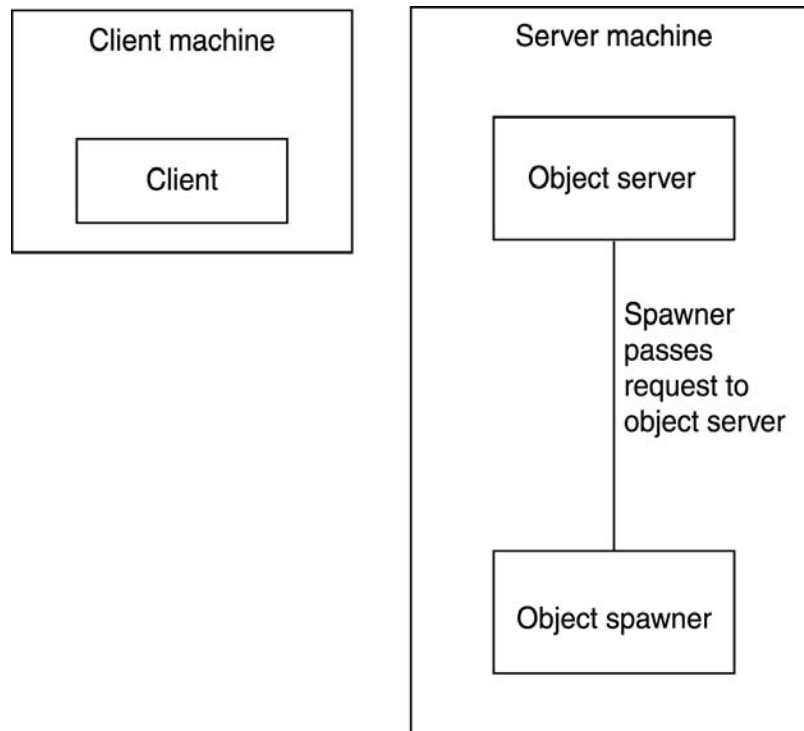 Client machine
Client
Server machine
Object server
Spawner
passes
request to
object server
Object spawner